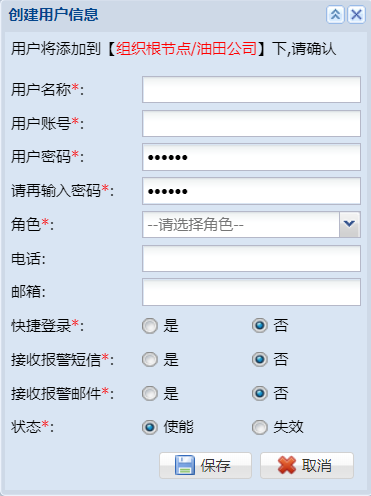 创建用户信息
用户将添加到【组织根节点/油田公司】下,请确认
用户名称*:
用户账号*:
用户密码*: ••••••
请再输入密码*: ••••••
角色*: --请选择角色--
电话:
邮箱:
快捷登录*: 是 否
接收报警短信*: 是 否
接收报警邮件*: 是 否
状态*: 使能 失效
保存 取消